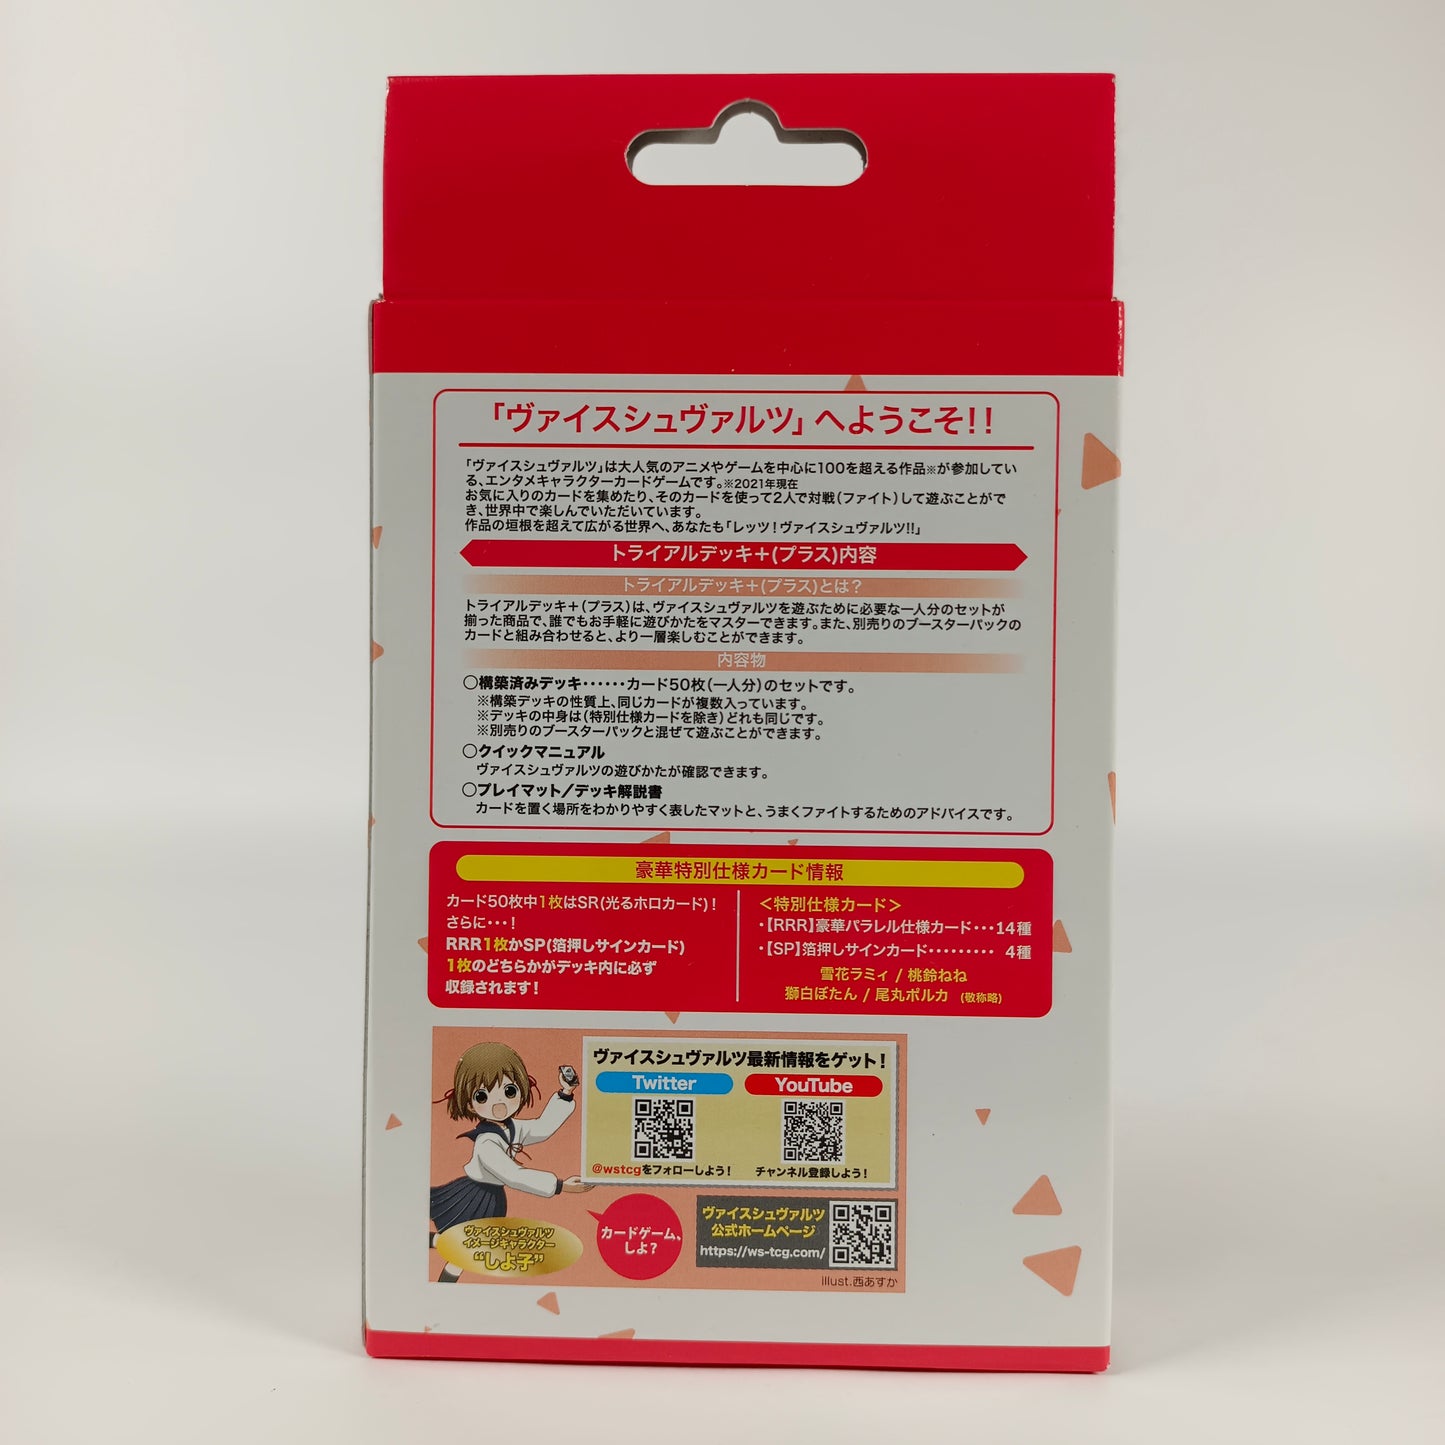 「ヴァイスシュヴァルツ」へようこそ!!
「ヴァイスシュヴァルツ」は大人気のアニメやゲームを中心に100を超える作品※が参加してい
る、エンタメキャラクターカードゲームです。※2021年現在
お気に入りのカードを集めたり、そのカードを使って2人で対戦(ファイト)して遊ぶことがで
き、世界中で楽しんでいただいています。
作品の垣根を超えて広がる世界へ、あなたも「レッツ!ヴァイスシュヴァルツ!!」
トライアルデッキ+(プラス)内容
トライアルデッキ+(プラス)とは?
トライアルデッキ+(プラス)は、ヴァイスシュヴァルツを遊ぶために必要な一人分のセットが
揃った商品で、誰でもお手軽に遊びかたをマスターできます。また、別売りのブースターパックの
カードと組み合わせると、より一層楽しむことができます。
内容物
○構築済みデッキ‥‥‥カード50枚(一人分)のセットです。
※構築デッキの性質上、同じカードが複数入っています。
※デッキの中身は(特別仕様カードを除き)どれも同じです。
※別売りのブースターパックと混ぜて遊ぶことができます。
○クイックマニュアル
ヴァイスシュヴァルツの遊びかたが確認できます。
○プレイマット/デッキ解説書
カードを置く場所をわかりやすく表したマットと、うまくファイトするためのアドバイスです。
豪華特別仕様カード情報
カード50枚中1枚はSR(光るホロカード)!
さらに・・・!
RRR1枚かSP(箔押しサインカード)
1枚のどちらかがデッキ内に必ず
収録されます!
<特別仕様カード>
・【RRR】豪華パラレル仕様カード・・・14種
・【SP】箔押しサインカード・・・・・・・・・ 4種
雪花ラミィ / 桃鈴ねね
獅白ぼたん / 尾丸ポルカ (敬称略)
ヴァイスシュヴァルツ最新情報をゲット!
Twitter
YouTube
@wstcgをフォローしよう!
チャンネル登録しよう!
ヴァイスシュヴァルツ
イメージキャラクター
"しよ子"
カードゲーム、
しよ?
ヴァイスシュヴァルツ
公式ホームページ
https://ws-tcg.com/
illust.西あすか